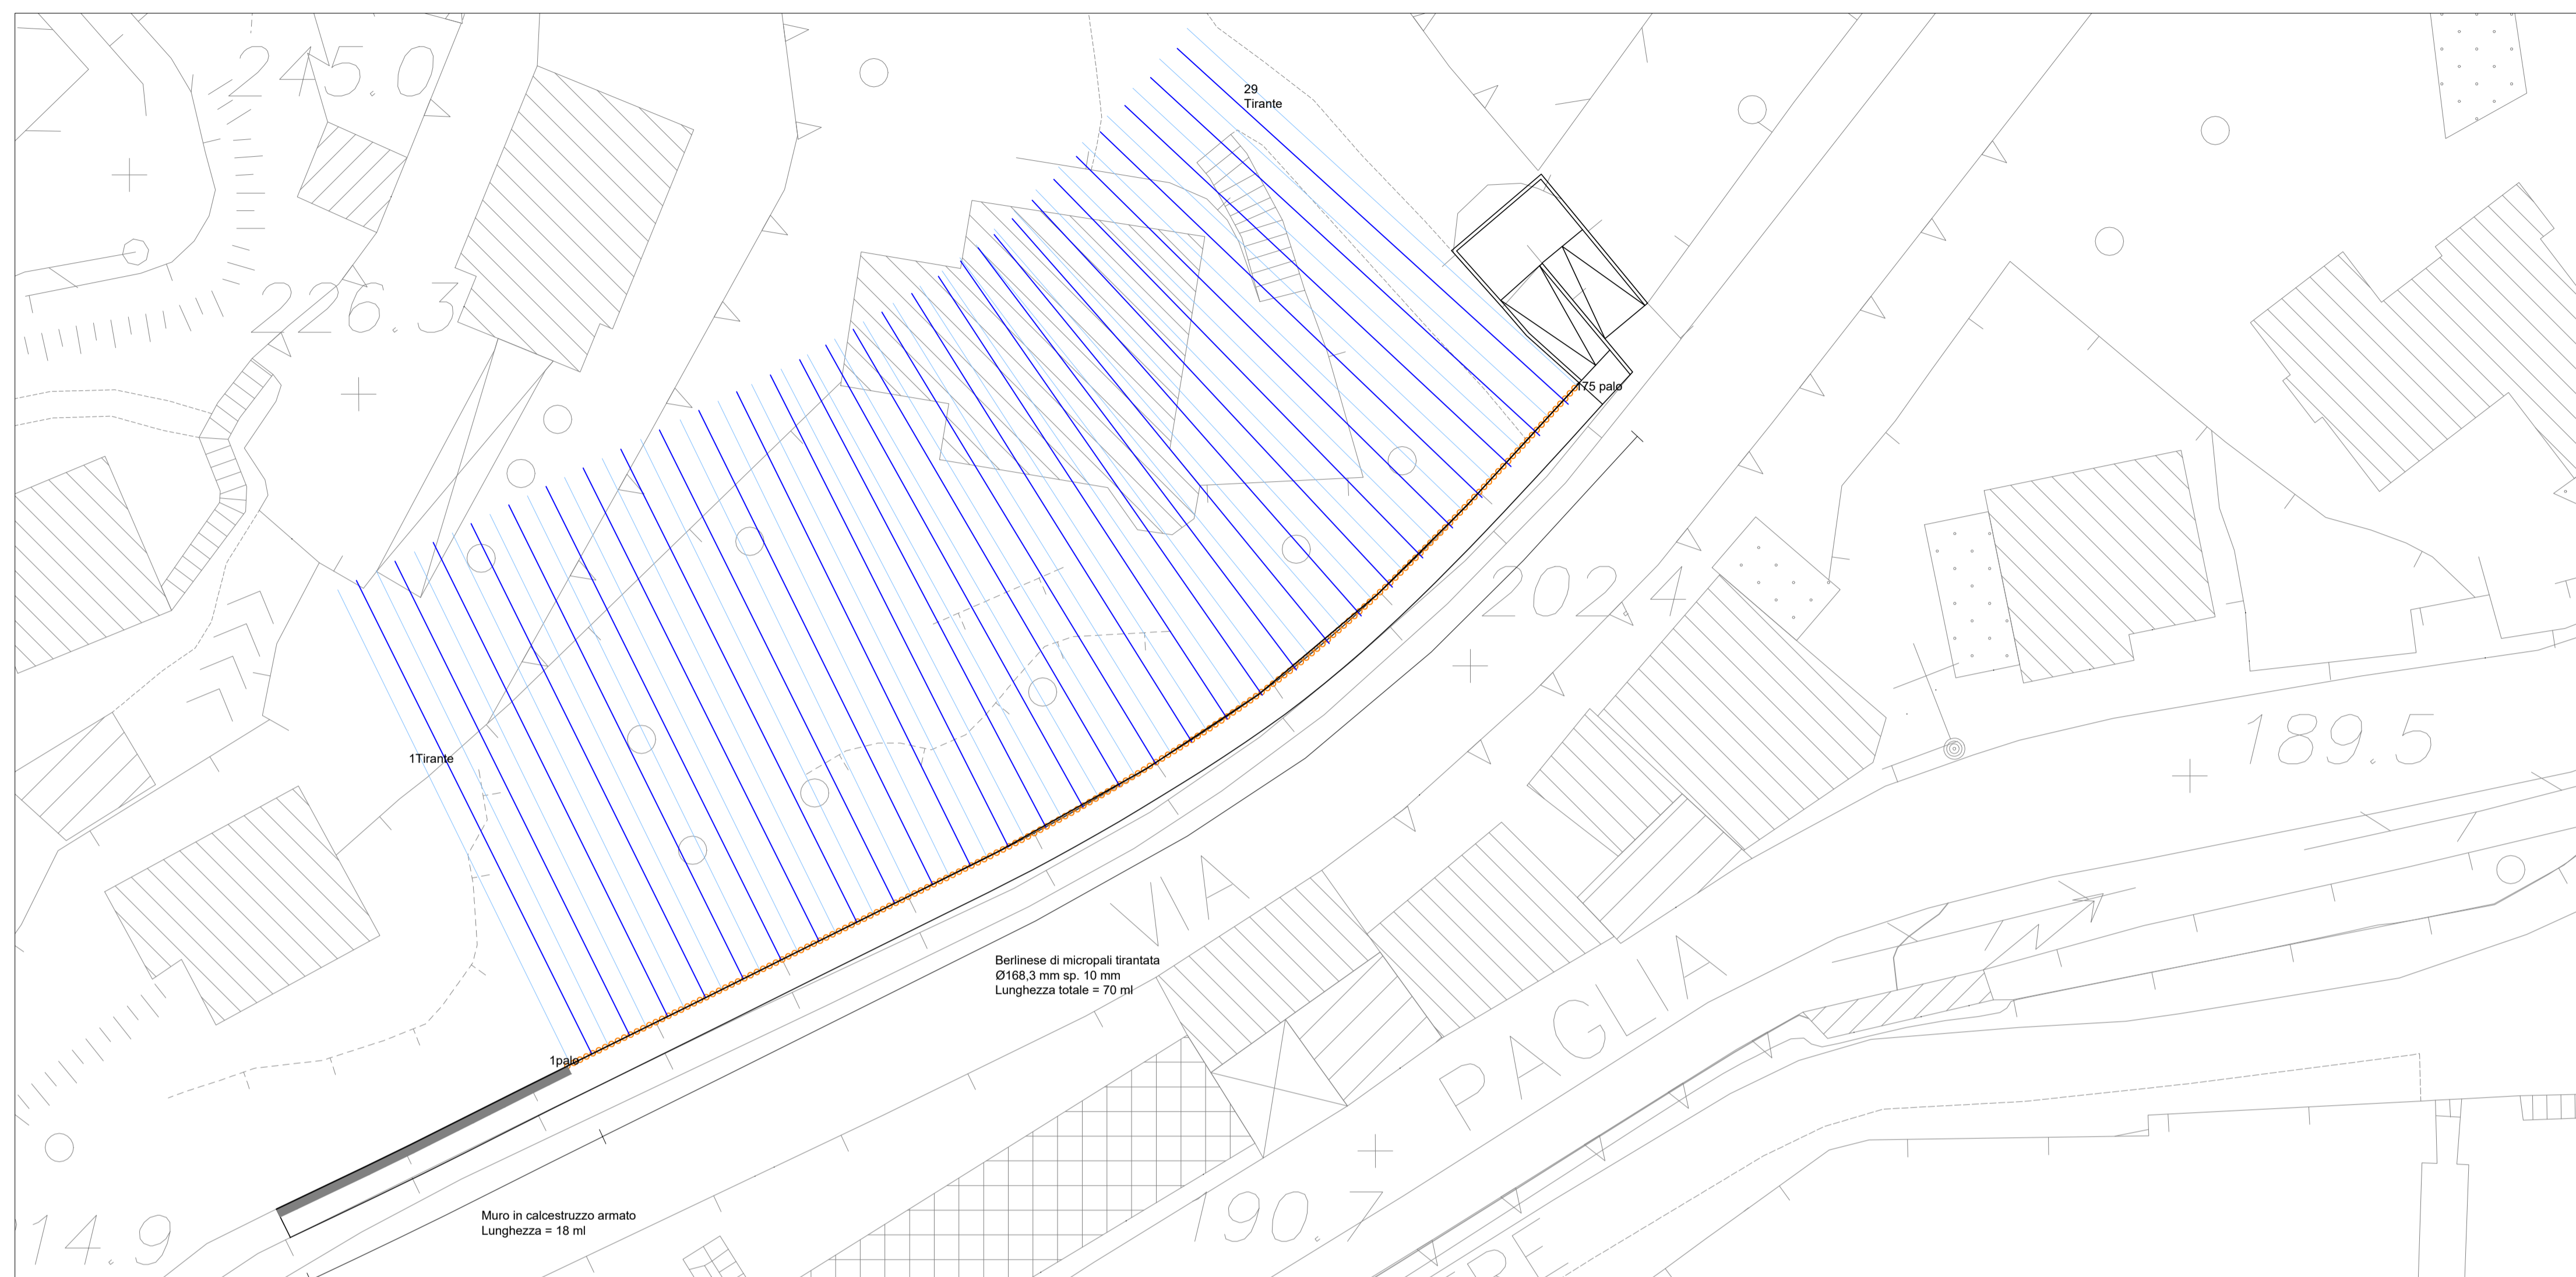 245.0
29
Tirante
226.3
175 palo
202.4
1Tirante
189.5
VIA PAGLIA
Berlinese di micropali tirantata
Ø168,3 mm sp. 10 mm
Lunghezza totale = 70 ml
1palo
Muro in calcestruzzo armato
Lunghezza = 18 ml
14.9
190.7